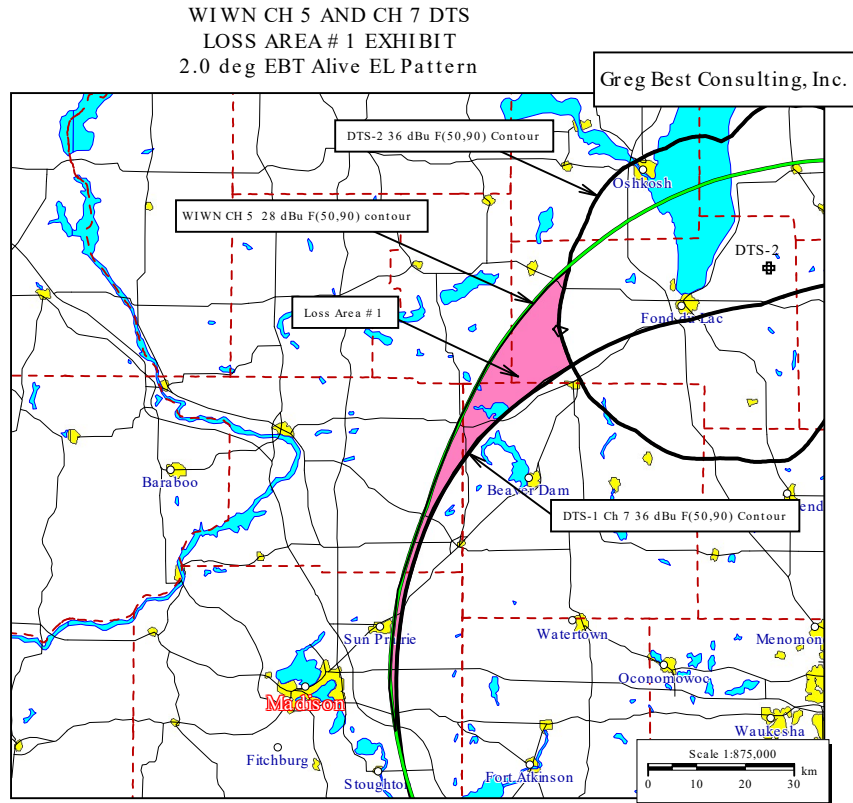 WIWN CH 5 AND CH 7 DTS
LOSS AREA # 1 EXHIBIT
2.0 deg EBT Alive EL Pattern
Greg Best Consulting, Inc.
DTS-2 36 dBu F(50,90) Contour
Oshkosh
WIWN CH 5 28 dBu F(50,90) contour
DTS-2
Loss Area # 1
Fond du Lac
Baraboo
Beaver Dam
end
DTS-1 Ch 7 36 dBu F(50,90) Contour
Sun Prairie
Watertown
Menomon
Oconomowoc
Madison
Waukesha
Fitchburg
Stoughton
Fort Atkinson
Scale 1:875,000
0 10 20 30 km